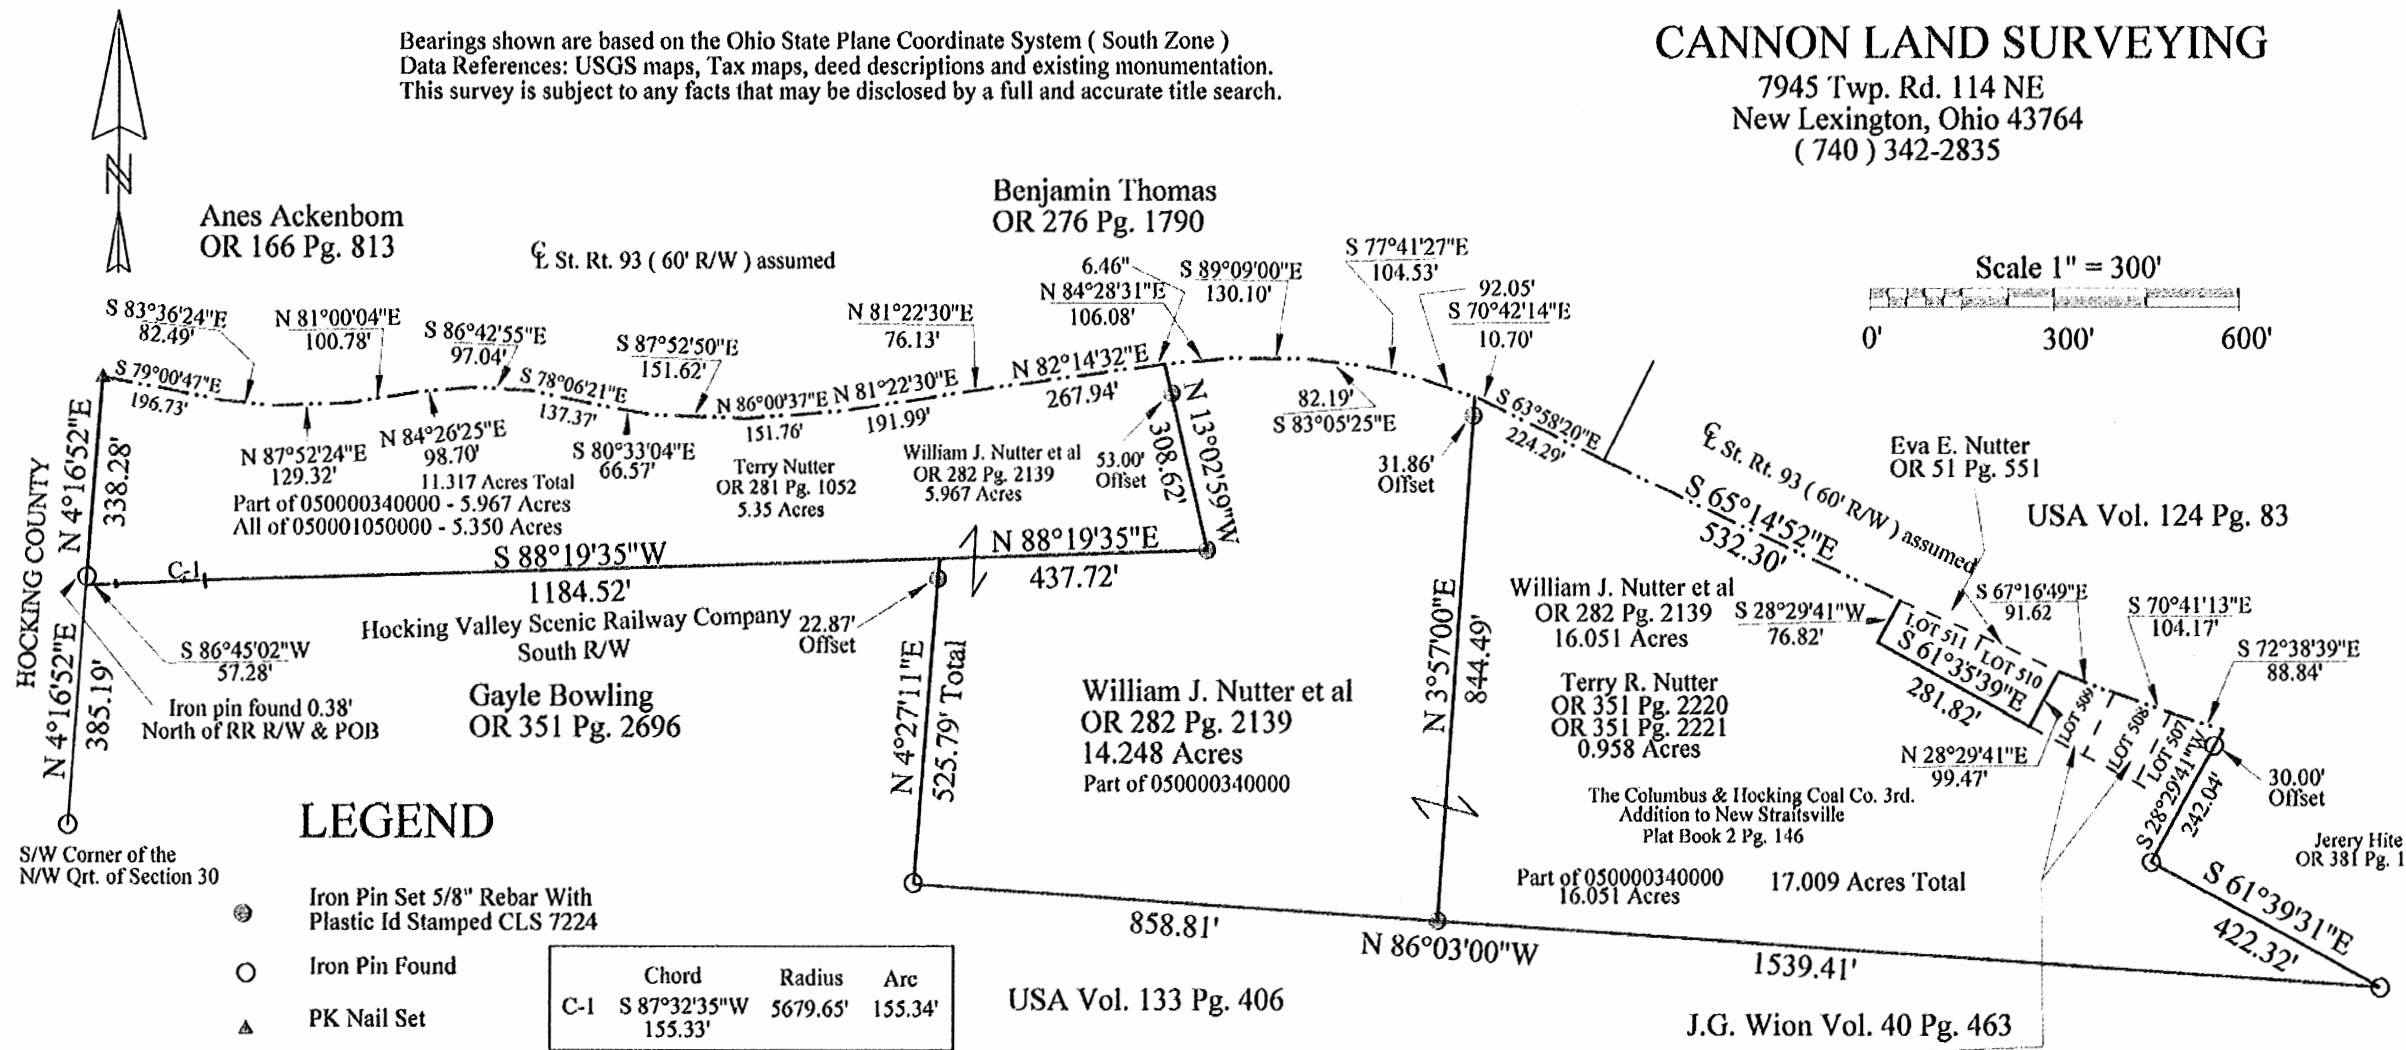 Bearings shown are based on the Ohio State Plane Coordinate System ( South Zone )
Data References: USGS maps, Tax maps, deed descriptions and existing monumentation.
This survey is subject to any facts that may be disclosed by a full and accurate title search.
CANNON LAND SURVEYING
7945 Twp. Rd. 114 NE
New Lexington, Ohio 43764
( 740 ) 342-2835
N
Anes Ackenbom
OR 166 Pg. 813
℄ St. Rt. 93 ( 60' R/W ) assumed
Benjamin Thomas
OR 276 Pg. 1790
Scale 1" = 300'
0' 300' 600'
S 79°00'47"E
196.73'
S 83°36'24"E
82.49'
N 87°52'24"E
129.32'
N 81°00'04"E
100.78'
N 84°26'25"E
98.70'
S 86°42'55"E
97.04'
S 78°06'21"E
137.37'
S 80°33'04"E
66.57'
S 87°52'50"E
151.62'
N 86°00'37"E
151.76'
N 81°22'30"E
191.99'
N 81°22'30"E
76.13'
N 82°14'32"E
267.94'
6.46"
N 84°28'31"E
106.08'
S 89°09'00"E
130.10'
82.19'
S 83°05'25"E
S 77°41'27"E
104.53'
92.05'
S 70°42'14"E
10.70'
S 63°58'20"E
224.29'
℄ St. Rt. 93 ( 60' R/W ) assumed
S 65°14'52"E
532.30'
Eva E. Nutter
OR 51 Pg. 551
USA Vol. 124 Pg. 83
HOCKING COUNTY
N 4°16'52"E
338.28'
11.317 Acres Total
Part of 050000340000 - 5.967 Acres
All of 050001050000 - 5.350 Acres
Terry Nutter
OR 281 Pg. 1052
5.35 Acres
William J. Nutter et al
OR 282 Pg. 2139
5.967 Acres
53.00'
Offset
N 13°02'59"W
308.62'
31.86'
Offset
C-1
S 88°19'35"W
1184.52'
N 88°19'35"E
437.72'
Hocking Valley Scenic Railway Company
South R/W
22.87'
Offset
S 86°45'02"W
57.28'
N 4°16'52"E
385.19'
Iron pin found 0.38'
North of RR R/W & POB
Gayle Bowling
OR 351 Pg. 2696
N 4°27'11"E
525.79' Total
William J. Nutter et al
OR 282 Pg. 2139
14.248 Acres
Part of 050000340000
N 3°57'00"E
844.49'
William J. Nutter et al
OR 282 Pg. 2139
16.051 Acres
Terry R. Nutter
OR 351 Pg. 2220
OR 351 Pg. 2221
0.958 Acres
The Columbus & Hocking Coal Co. 3rd.
Addition to New Straitsville
Plat Book 2 Pg. 146
Part of 050000340000
16.051 Acres
17.009 Acres Total
S 28°29'41"W
76.82'
LOT 511
LOT 510
S 61°35'39"E
281.82'
S 67°16'49"E
91.62
S 70°41'13"E
104.17'
S 72°38'39"E
88.84'
LOT 509
LOT 508
LOT 507
N 28°29'41"E
99.47'
S 28°29'41"W
242.04'
30.00'
Offset
Jerery Hite
OR 381 Pg. 1
S 61°39'31"E
422.32'
S/W Corner of the
N/W Qrt. of Section 30
LEGEND
Iron Pin Set 5/8" Rebar With
Plastic Id Stamped CLS 7224
Iron Pin Found
PK Nail Set
Chord Radius Arc
C-1 S 87°32'35"W 5679.65' 155.34'
155.33'
858.81'
N 86°03'00"W
1539.41'
USA Vol. 133 Pg. 406
J.G. Wion Vol. 40 Pg. 463